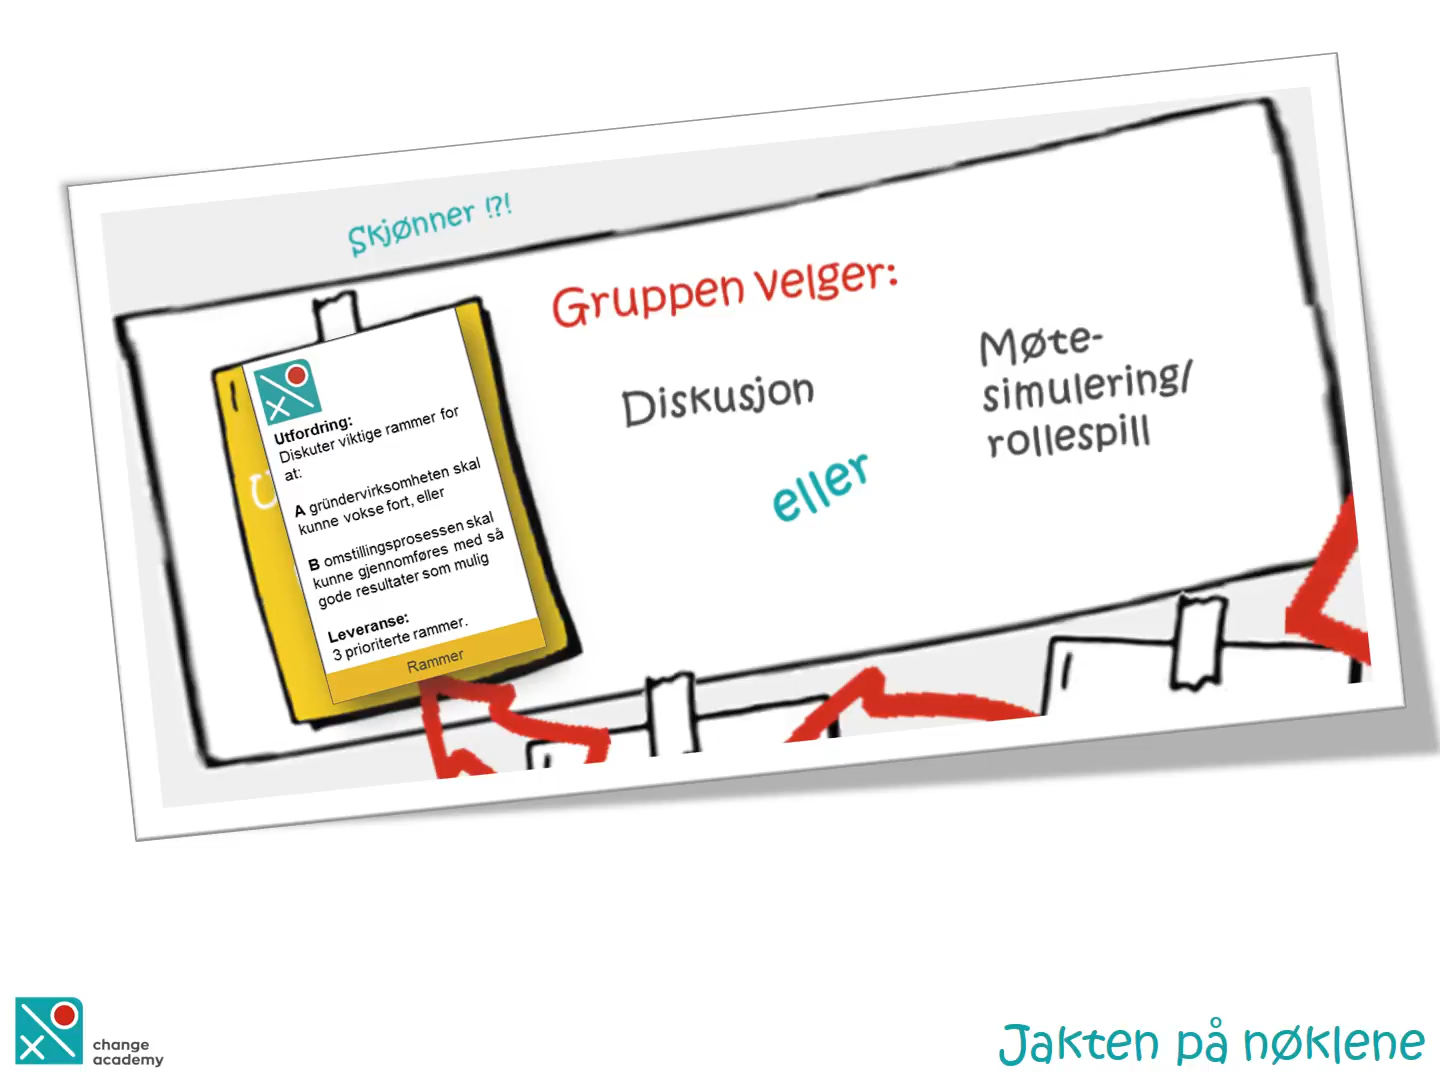 Skjønner !?!
Gruppen velger:
Diskusjon
eller
Møte-
simulering/
rollespill
Utfordring:
Diskuter viktige rammer for
at:
A gründervirksomheten skal
kunne vokse fort, eller
B omstillingsprosessen skal
kunne gjennomføres med så
gode resultater som mulig
Leveranse:
3 prioriterte rammer.
Rammer
change
academy
Jakten på nøklene